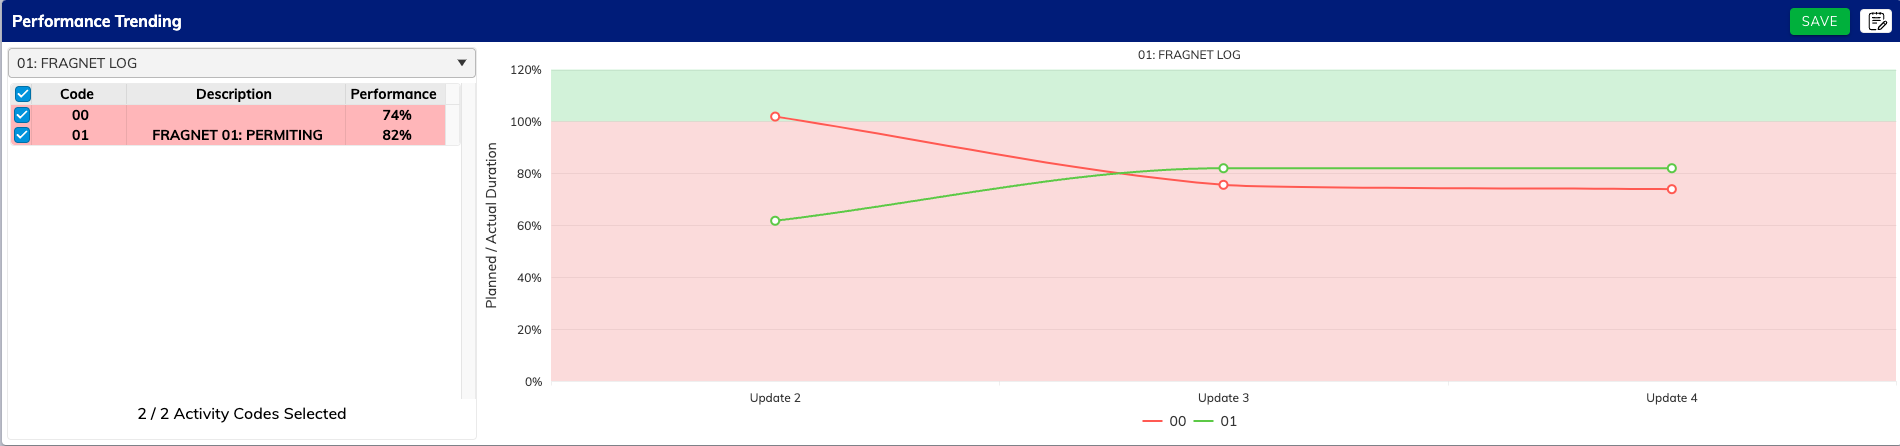 Performance Trending
SAVE
01: FRAGNET LOG
Code Description Performance
00 74%
01 FRAGNET 01: PERMITING 82%
2 / 2 Activity Codes Selected
01: FRAGNET LOG
Planned / Actual Duration
120%
100%
80%
60%
40%
20%
0%
Update 2 Update 3 Update 4
00 01